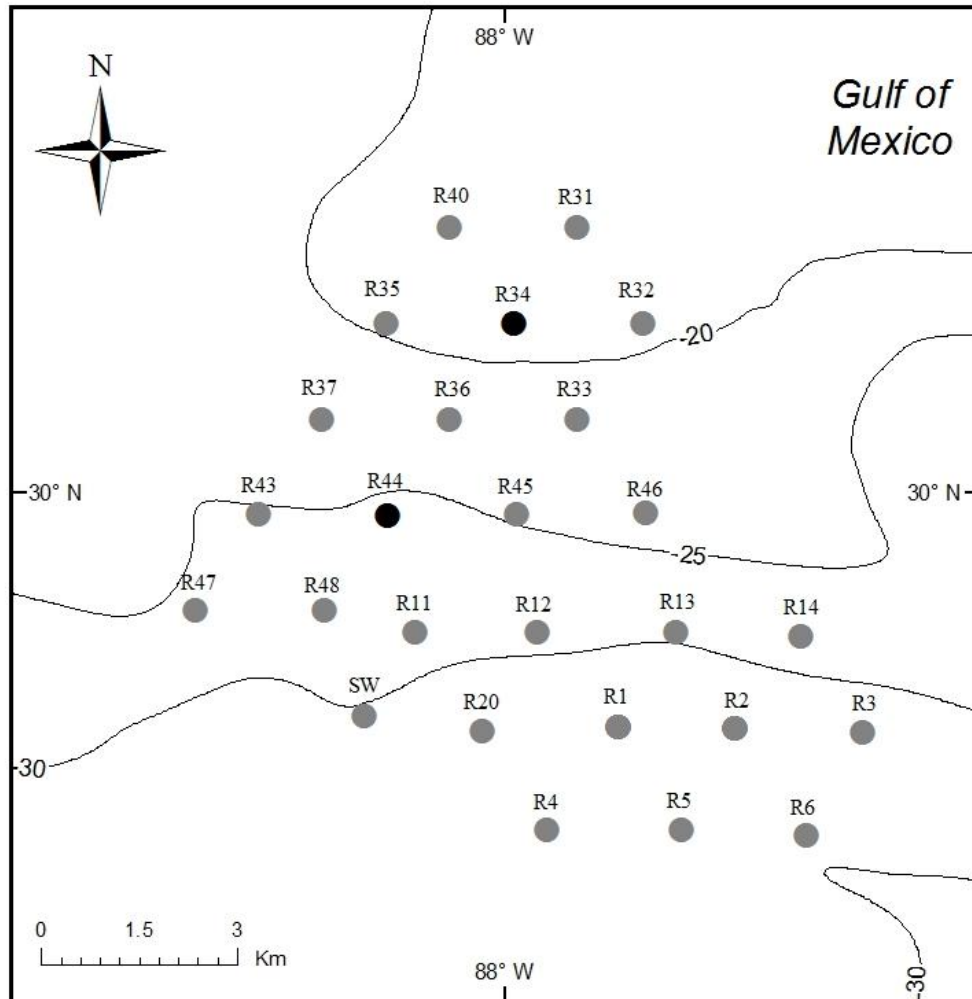 88° W
N
Gulf of
Mexico
R40 R31
R35 R34 R32
-20
R37 R36 R33
30° N R43 R44 R45 R46 30° N
-25
R47 R48 R11 R12 R13 R14
SW R20 R1 R2 R3
-30
R4 R5 R6
0 1.5 3
Km
88° W
-30